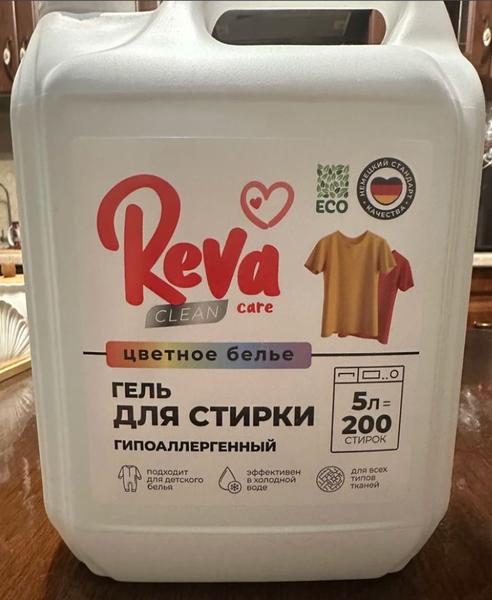 Reva
CLEAN care
ECO
НЕМЕЦКИЙ СТАНДАРТ
КАЧЕСТВА
цветное белье
ГЕЛЬ
ДЛЯ СТИРКИ
ГИПОАЛЛЕРГЕННЫЙ
5л=
200
СТИРОК
подходит
для детского
белья
эффективен
в холодной
воде
для всех
типов
тканей